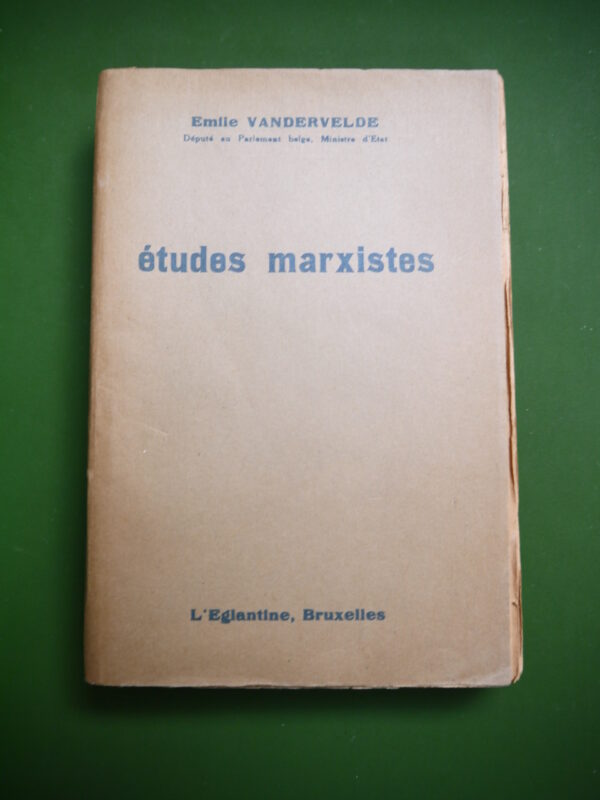 Emile VANDERVELDE
Député au Parlement belge, Ministre d'Etat
études marxistes
L'Eglantine, Bruxelles